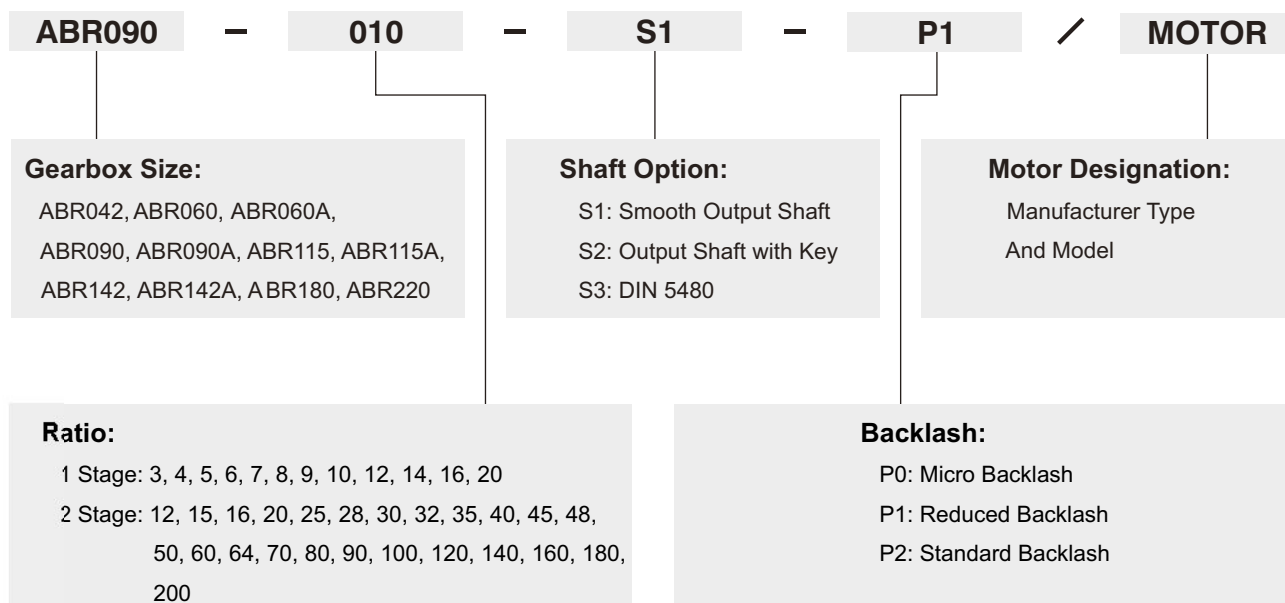 ABR090 – 010 – S1 – P1 / MOTOR
Gearbox Size:
ABR042, ABR060, ABR060A,
ABR090, ABR090A, ABR115, ABR115A,
ABR142, ABR142A, ABR180, ABR220
Shaft Option:
S1: Smooth Output Shaft
S2: Output Shaft with Key
S3: DIN 5480
Motor Designation:
Manufacturer Type
And Model
Ratio:
1 Stage: 3, 4, 5, 6, 7, 8, 9, 10, 12, 14, 16, 20
2 Stage: 12, 15, 16, 20, 25, 28, 30, 32, 35, 40, 45, 48,
50, 60, 64, 70, 80, 90, 100, 120, 140, 160, 180,
200
Backlash:
P0: Micro Backlash
P1: Reduced Backlash
P2: Standard Backlash